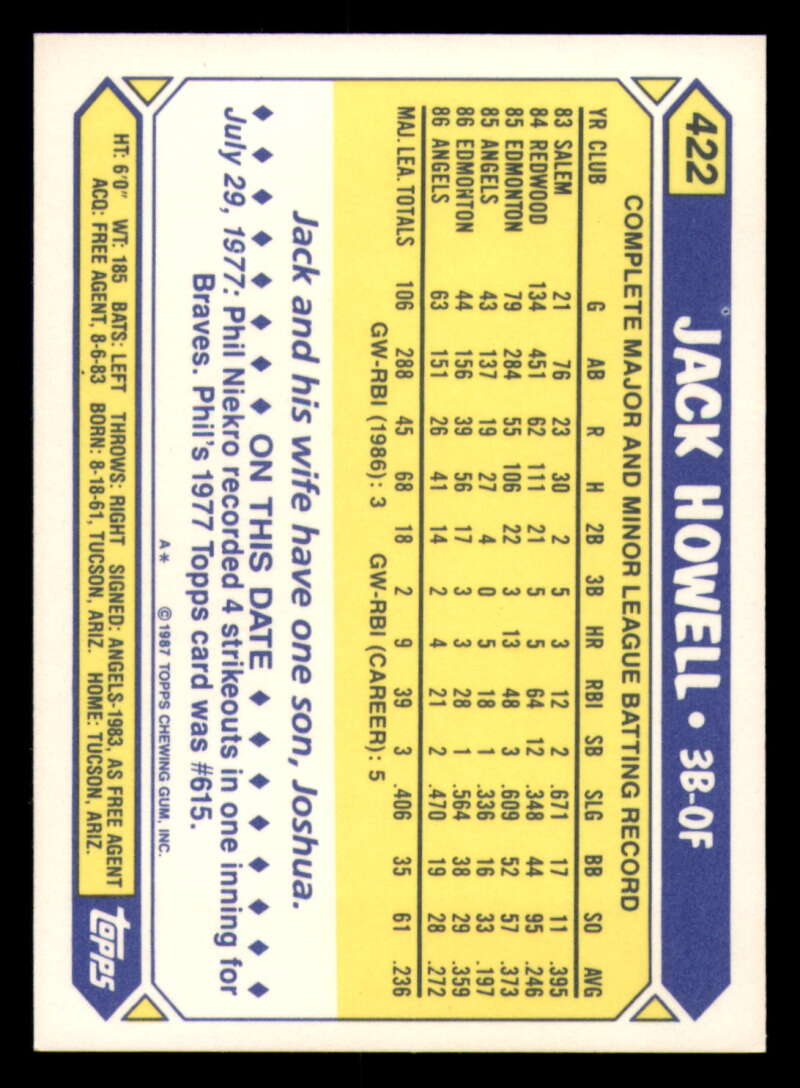 422 JACK HOWELL • 3B-OF
COMPLETE MAJOR AND MINOR LEAGUE BATTING RECORD
YR CLUB G AB R H 2B 3B HR RBI SB SLG BB SO AVG
83 SALEM 21 76 23 30 2 5 3 12 2 .671 17 11 .395
84 REDWOOD 134 451 62 111 21 5 5 64 12 .348 44 95 .246
85 EDMONTON 79 284 55 106 22 3 13 48 3 .609 52 57 .373
85 ANGELS 43 137 19 27 4 0 5 18 1 .336 16 33 .197
86 EDMONTON 44 156 39 56 17 3 3 28 1 .564 38 29 .359
86 ANGELS 63 151 26 41 14 2 4 21 2 .470 19 28 .272
MAJ. LEA. TOTALS 106 288 45 68 18 2 9 39 3 .406 35 61 .236
GW-RBI (1986): 3 GW-RBI (CAREER): 5
Jack and his wife have one son, Joshua.
♦ ♦ ♦ ♦ ♦ ON THIS DATE ♦ ♦ ♦ ♦ ♦
July 29, 1977: Phil Niekro recorded 4 strikeouts in one inning for
Braves. Phil's 1977 Topps card was #615.
A* ©1987 TOPPS CHEWING GUM, INC.
HT: 6'0" WT: 185 BATS: LEFT THROWS: RIGHT SIGNED: ANGELS-1983, AS FREE AGENT
ACQ: FREE AGENT, 8-6-83 BORN: 8-18-61, TUCSON, ARIZ. HOME: TUCSON, ARIZ.
topps